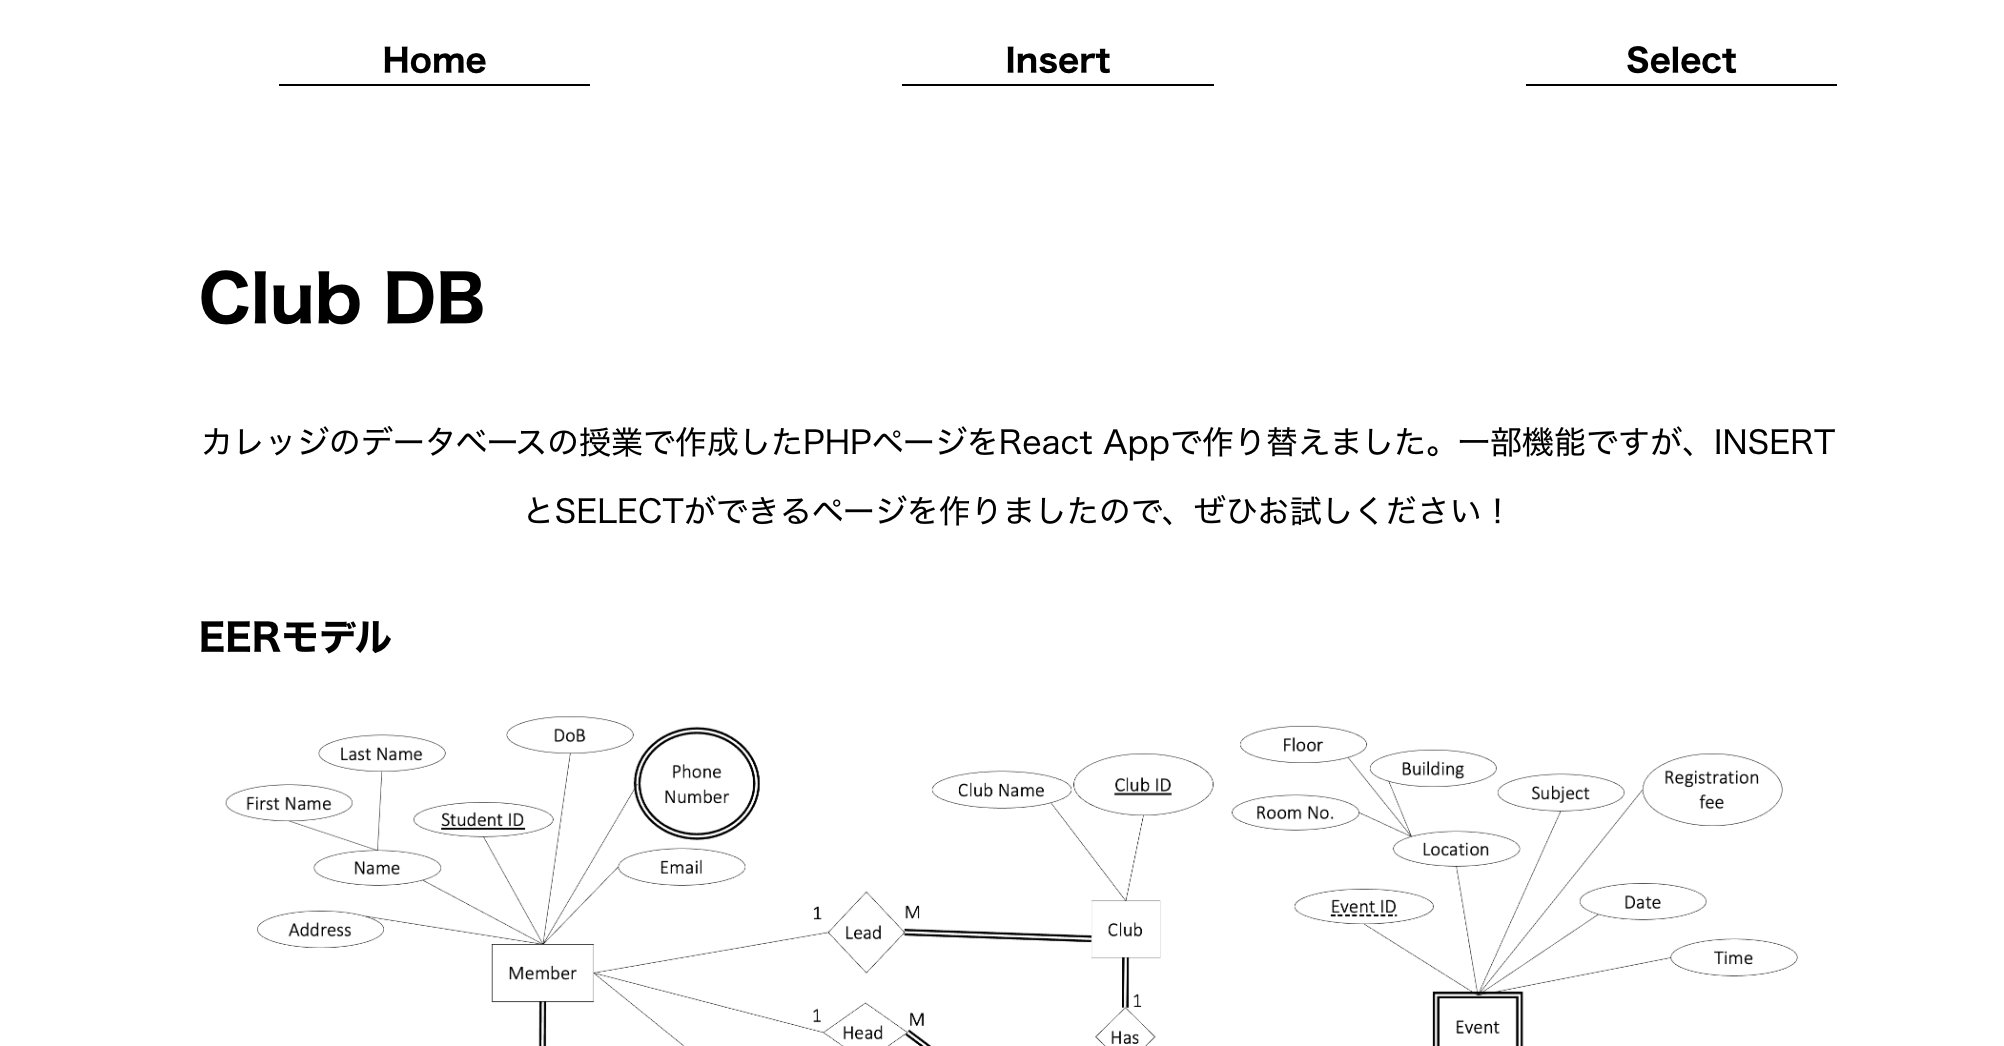 Home
Insert
Select
Club DB
カレッジのデータベースの授業で作成したPHPページをReact Appで作り替えました。一部機能ですが、INSERT
とSELECTができるページを作りましたので、ぜひお試しください！
EERモデル
DoB
Last Name
Phone
Number
First Name
Student ID
Name
Email
Address
Member
1
Lead
M
1
Head
M
Club Name
Club ID
Club
1
Has
Floor
Building
Room No.
Location
Subject
Registration
fee
Event ID
Date
Time
Event